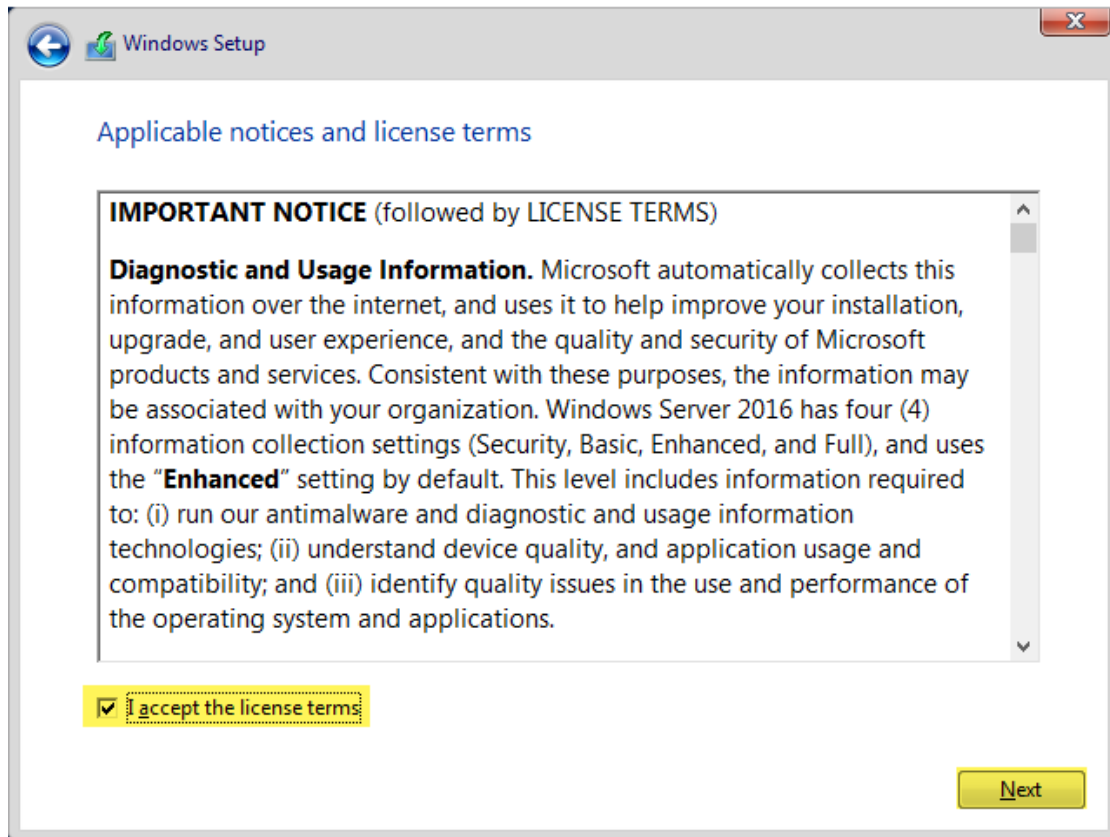 Windows Setup
Applicable notices and license terms
IMPORTANT NOTICE (followed by LICENSE TERMS)
Diagnostic and Usage Information. Microsoft automatically collects this
information over the internet, and uses it to help improve your installation,
upgrade, and user experience, and the quality and security of Microsoft
products and services. Consistent with these purposes, the information may
be associated with your organization. Windows Server 2016 has four (4)
information collection settings (Security, Basic, Enhanced, and Full), and uses
the “Enhanced” setting by default. This level includes information required
to: (i) run our antimalware and diagnostic and usage information
technologies; (ii) understand device quality, and application usage and
compatibility; and (iii) identify quality issues in the use and performance of
the operating system and applications.
I accept the license terms
Next